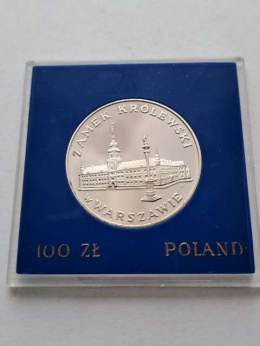 ZAMEK KRÓLEWSKI
w WARSZAWIE
100 ZŁ POLAND